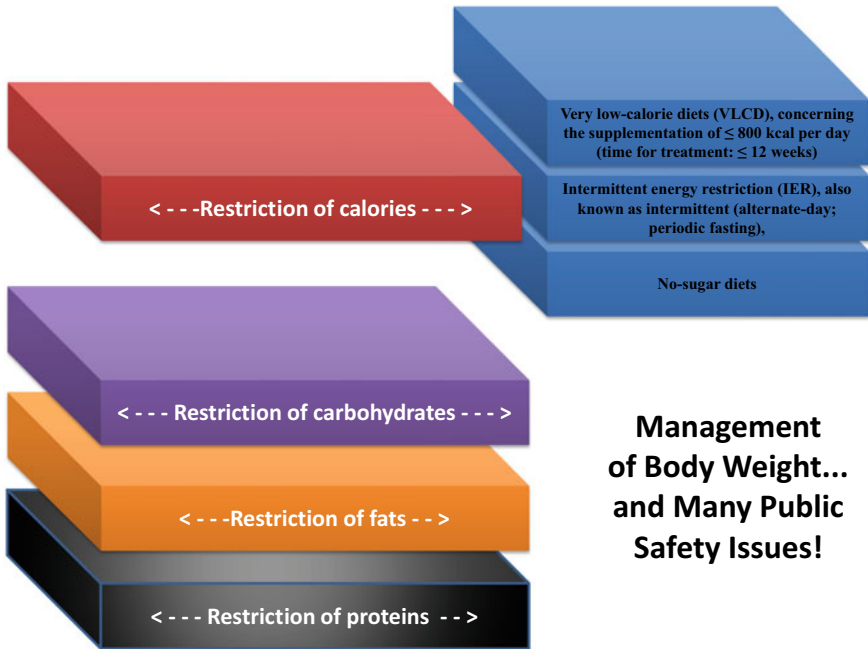 Very low-calorie diets (VLCD), concerning
the supplementation of ≤ 800 kcal per day
(time for treatment: ≤ 12 weeks)
< - - -Restriction of calories - - - >
Intermittent energy restriction (IER), also
known as intermittent (alternate-day;
periodic fasting),
No-sugar diets
< - - - Restriction of carbohydrates - - - >
< - - -Restriction of fats - - >
< - - - Restriction of proteins - - >
Management
of Body Weight...
and Many Public
Safety Issues!